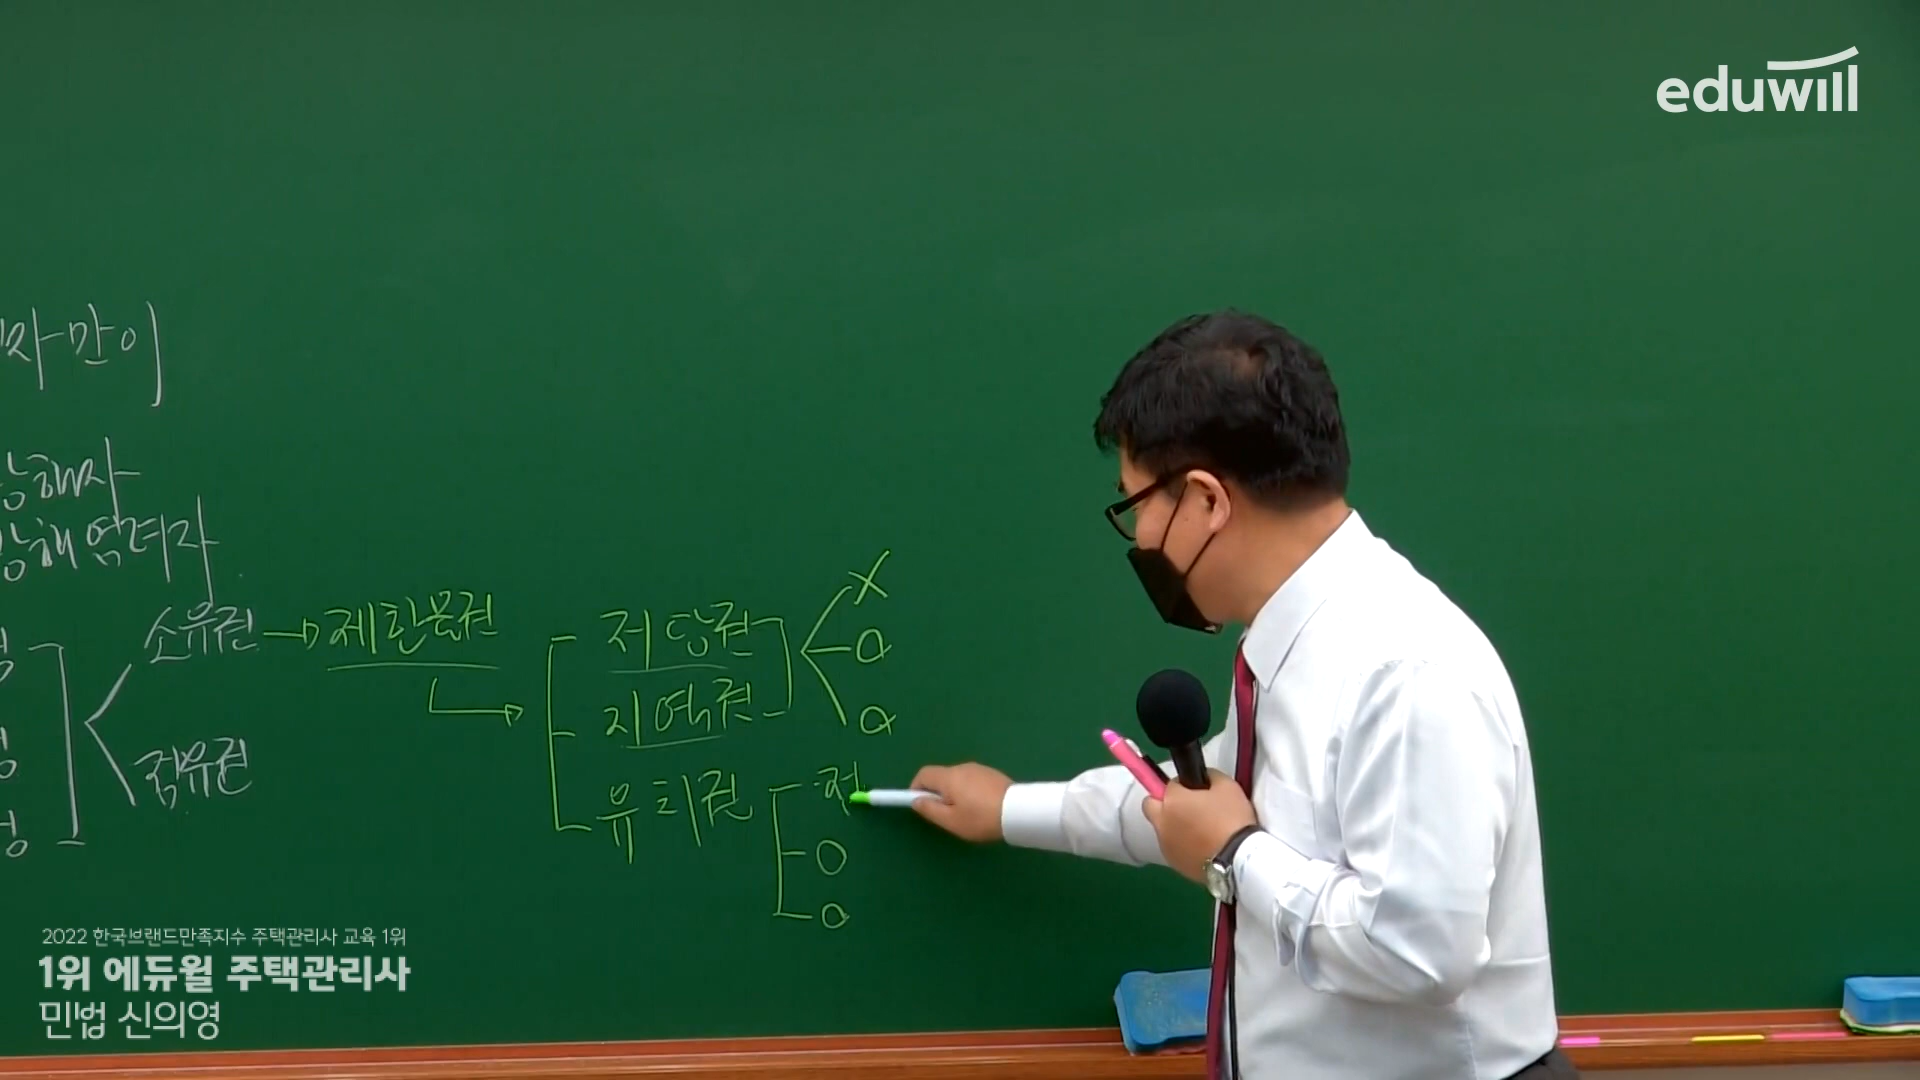 eduwill
자만이
해자
해 염려자
소유권 → 제한물권
점유권
저당권
지역권
유치권
X
O
O
점
O
O
2022 한국브랜드만족지수 주택관리사 교육 1위
1위 에듀윌 주택관리사
민법 신의영